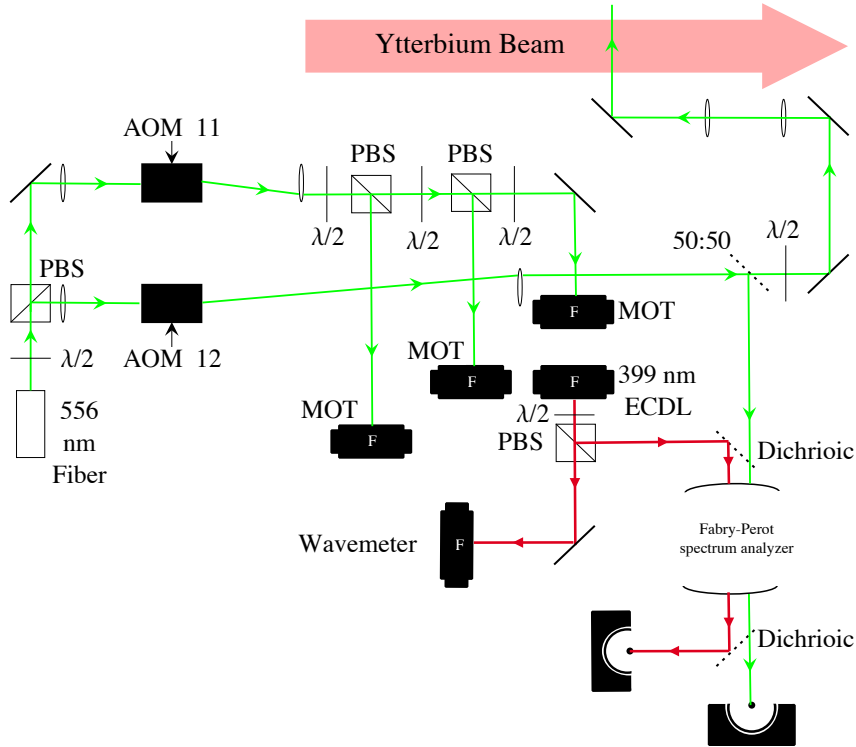 Ytterbium Beam
AOM 11
PBS
PBS
λ/2
λ/2
λ/2
50:50
λ/2
PBS
λ/2
AOM 12
F
MOT
MOT
F
F
399 nm
ECDL
λ/2
556
nm
Fiber
MOT
F
PBS
Dichrioic
Wavemeter
F
Fabry-Perot
spectrum analyzer
Dichrioic